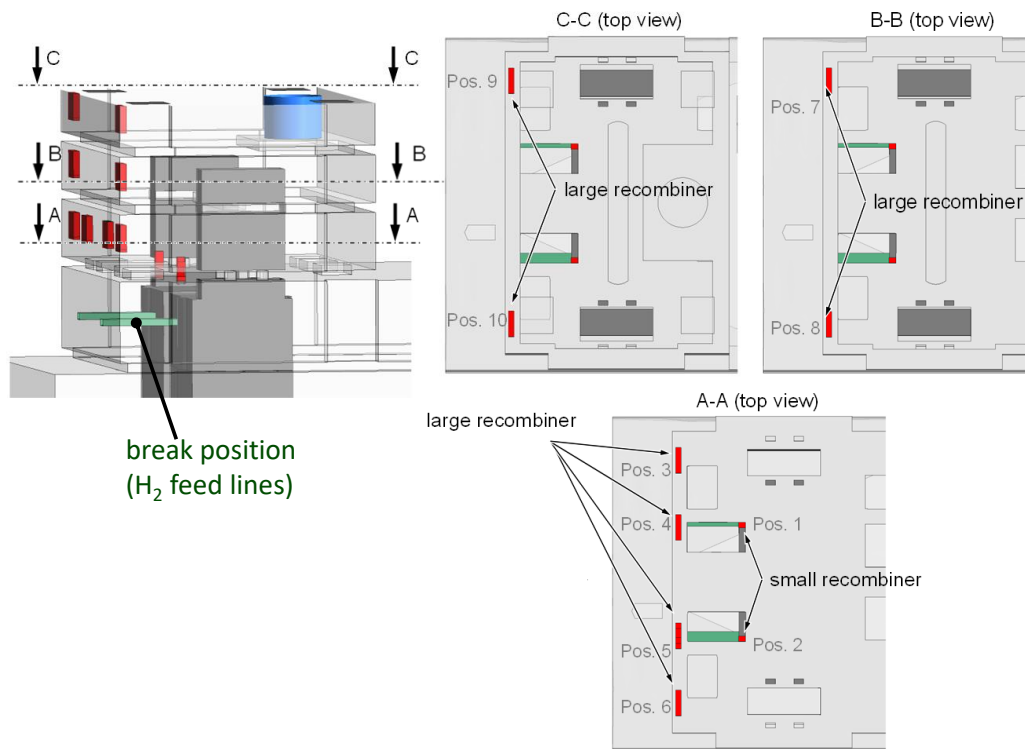 C-C (top view)
B-B (top view)
C
C
B
B
A
A
Pos. 9
large recombiner
Pos. 10
Pos. 7
large recombiner
Pos. 8
break position
(H₂ feed lines)
A-A (top view)
large recombiner
Pos. 3
Pos. 4
Pos. 1
small recombiner
Pos. 5
Pos. 2
Pos. 6